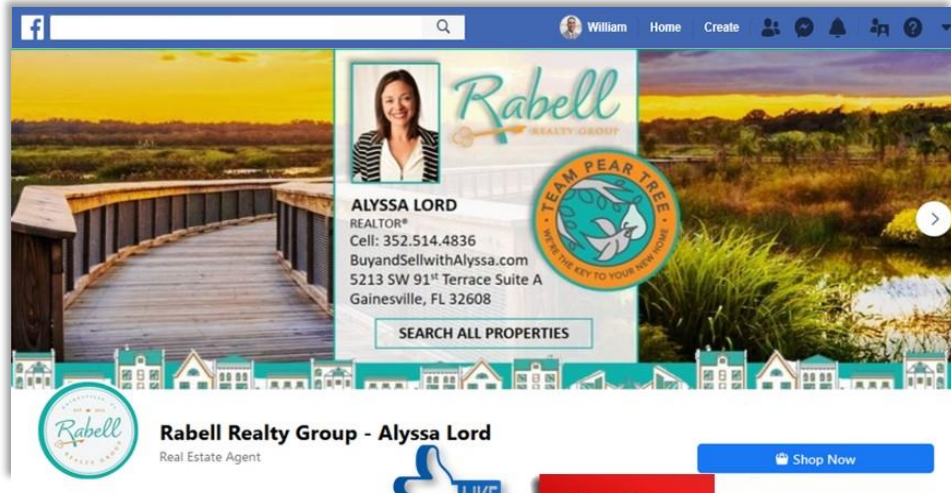 f
William Home Create
Rabell
REALTY GROUP
TEAM PEAR TREE
WE'RE THE KEY TO YOUR NEW HOME
ALYSSA LORD
REALTOR®
Cell: 352.514.4836
BuyandSellwithAlyssa.com
5213 SW 91st Terrace Suite A
Gainesville, FL 32608
SEARCH ALL PROPERTIES
Rabell
REALTY GROUP
Rabell Realty Group - Alyssa Lord
Real Estate Agent
Shop Now
LIKE